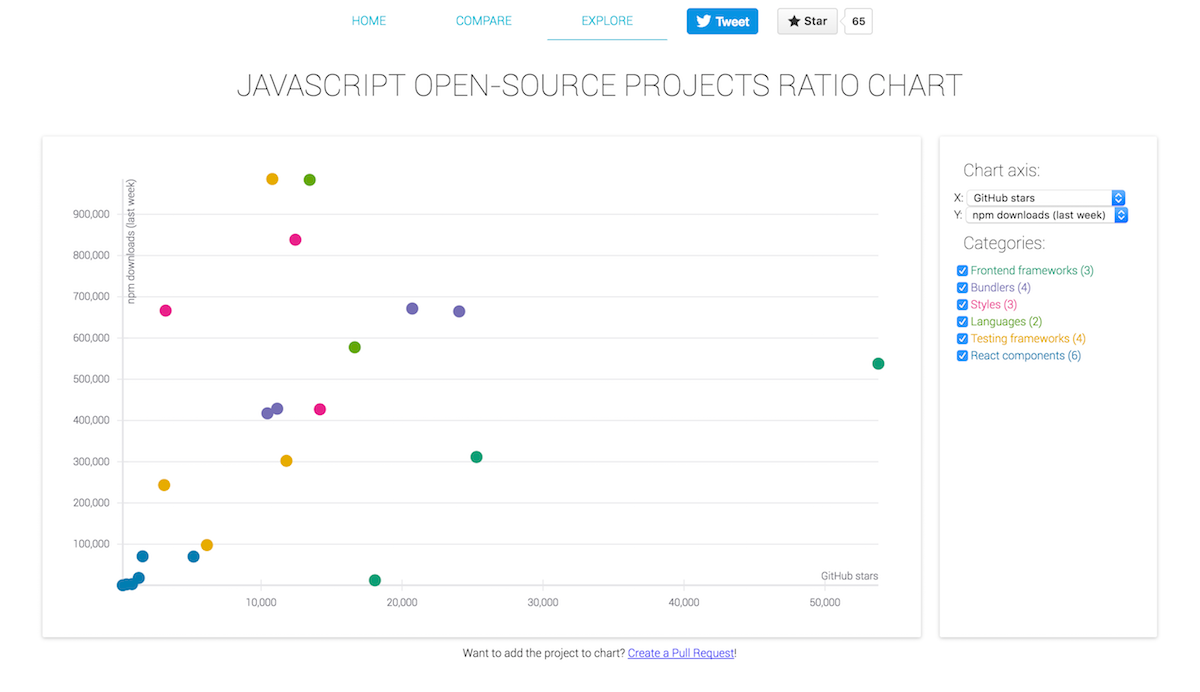 HOME COMPARE EXPLORE Tweet Star 65
JAVASCRIPT OPEN-SOURCE PROJECTS RATIO CHART
npm downloads (last week)
900,000
800,000
700,000
600,000
500,000
400,000
300,000
200,000
100,000
GitHub stars
10,000 20,000 30,000 40,000 50,000
Chart axis:
X: GitHub stars
Y: npm downloads (last week)
Categories:
Frontend frameworks (3)
Bundlers (4)
Styles (3)
Languages (2)
Testing frameworks (4)
React components (6)
Want to add the project to chart? Create a Pull Request!